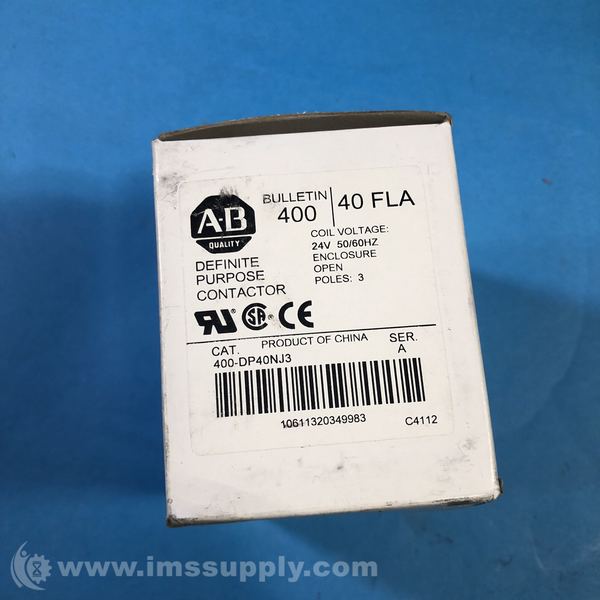 A-B
QUALITY
BULLETIN
400
40 FLA
COIL VOLTAGE:
24V 50/60HZ
ENCLOSURE
OPEN
POLES: 3
DEFINITE
PURPOSE
CONTACTOR
PRODUCT OF CHINA
CAT. SER.
400-DP40NJ3 A
10611320349983 C4112
www.imssupply.com